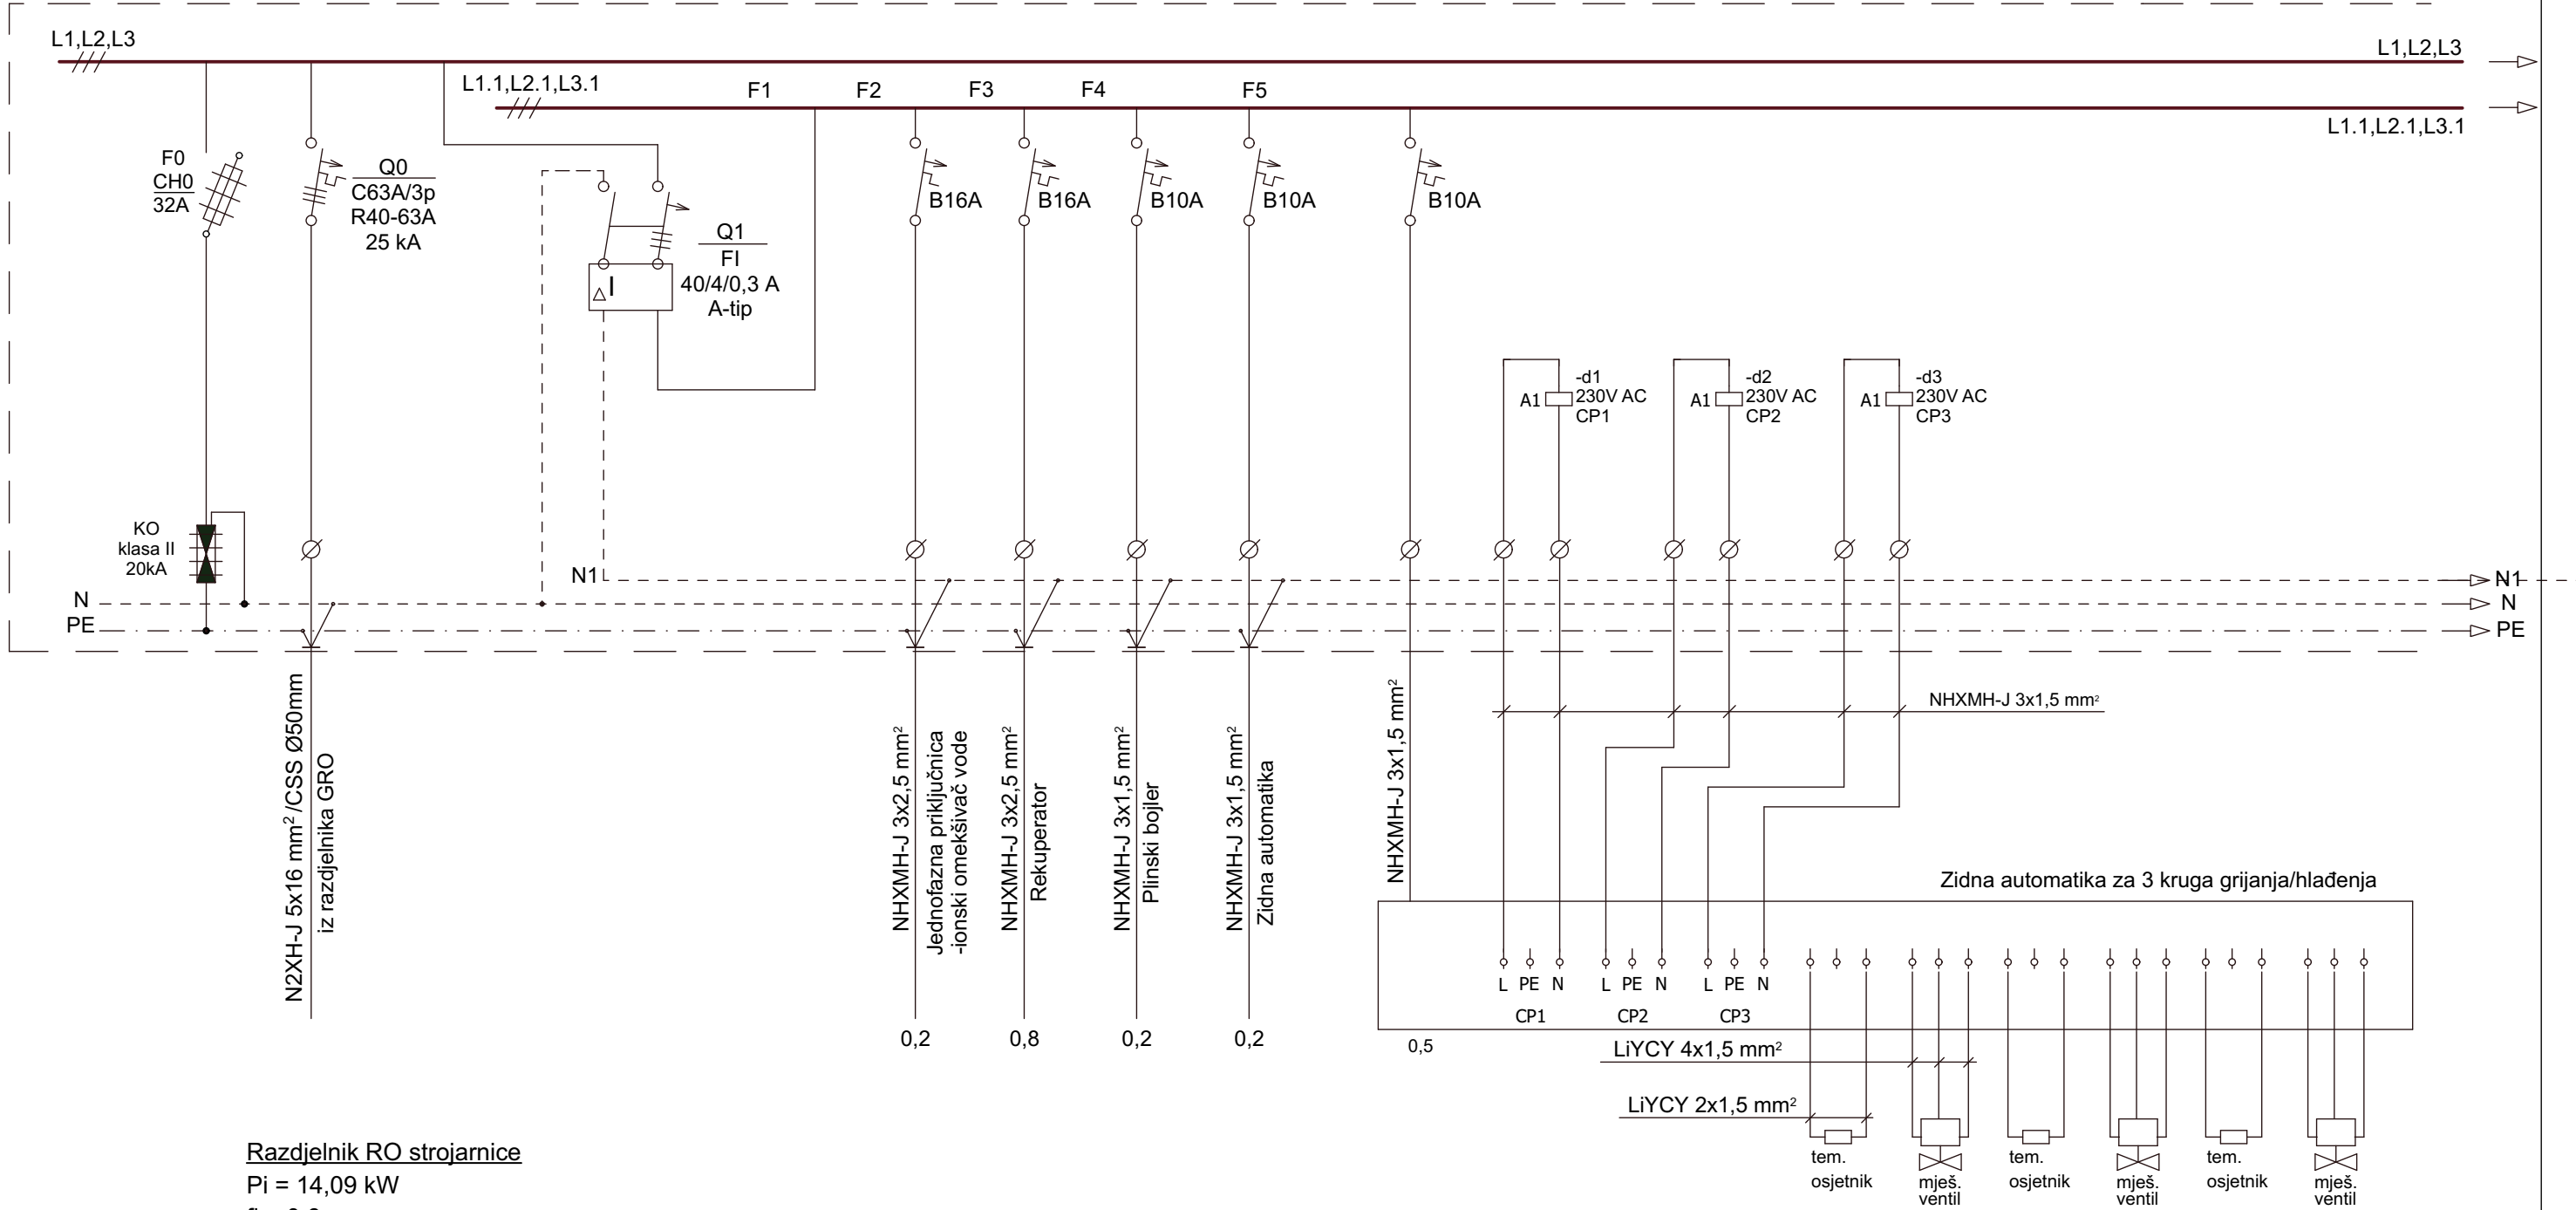 L1,L2,L3
L1,L2,L3
L1.1,L2.1,L3.1
F1
F2
F3
F4
F5
L1.1,L2.1,L3.1
F0
CH0
32A
Q0
C63A/3p
R40-63A
25 kA
Q1
FI
40/4/0,3 A
A-tip
I
B16A
B16A
B10A
B10A
B10A
A1
-d1
230V AC
CP1
A1
-d2
230V AC
CP2
A1
-d3
230V AC
CP3
KO
klasa II
20kA
N1
N1
N
N
PE
PE
N2XH-J 5x16 mm² /CSS Ø50mm
iz razdjelnika GRO
NHXMH-J 3x2,5 mm²
Jednofazna priključnica
-ionski omekšivač vode
NHXMH-J 3x2,5 mm²
Rekuperator
NHXMH-J 3x1,5 mm²
Plinski bojler
NHXMH-J 3x1,5 mm²
Zidna automatika
NHXMH-J 3x1,5 mm²
NHXMH-J 3x1,5 mm²
Zidna automatika za 3 kruga grijanja/hlađenja
L PE N
L PE N
L PE N
CP1
CP2
CP3
0,2
0,8
0,2
0,2
0,5
LiYCY 4x1,5 mm²
LiYCY 2x1,5 mm²
tem.
osjetnik
mješ.
ventil
tem.
osjetnik
mješ.
ventil
tem.
osjetnik
mješ.
ventil
Razdjelnik RO strojarnice
Pi = 14,09 kW